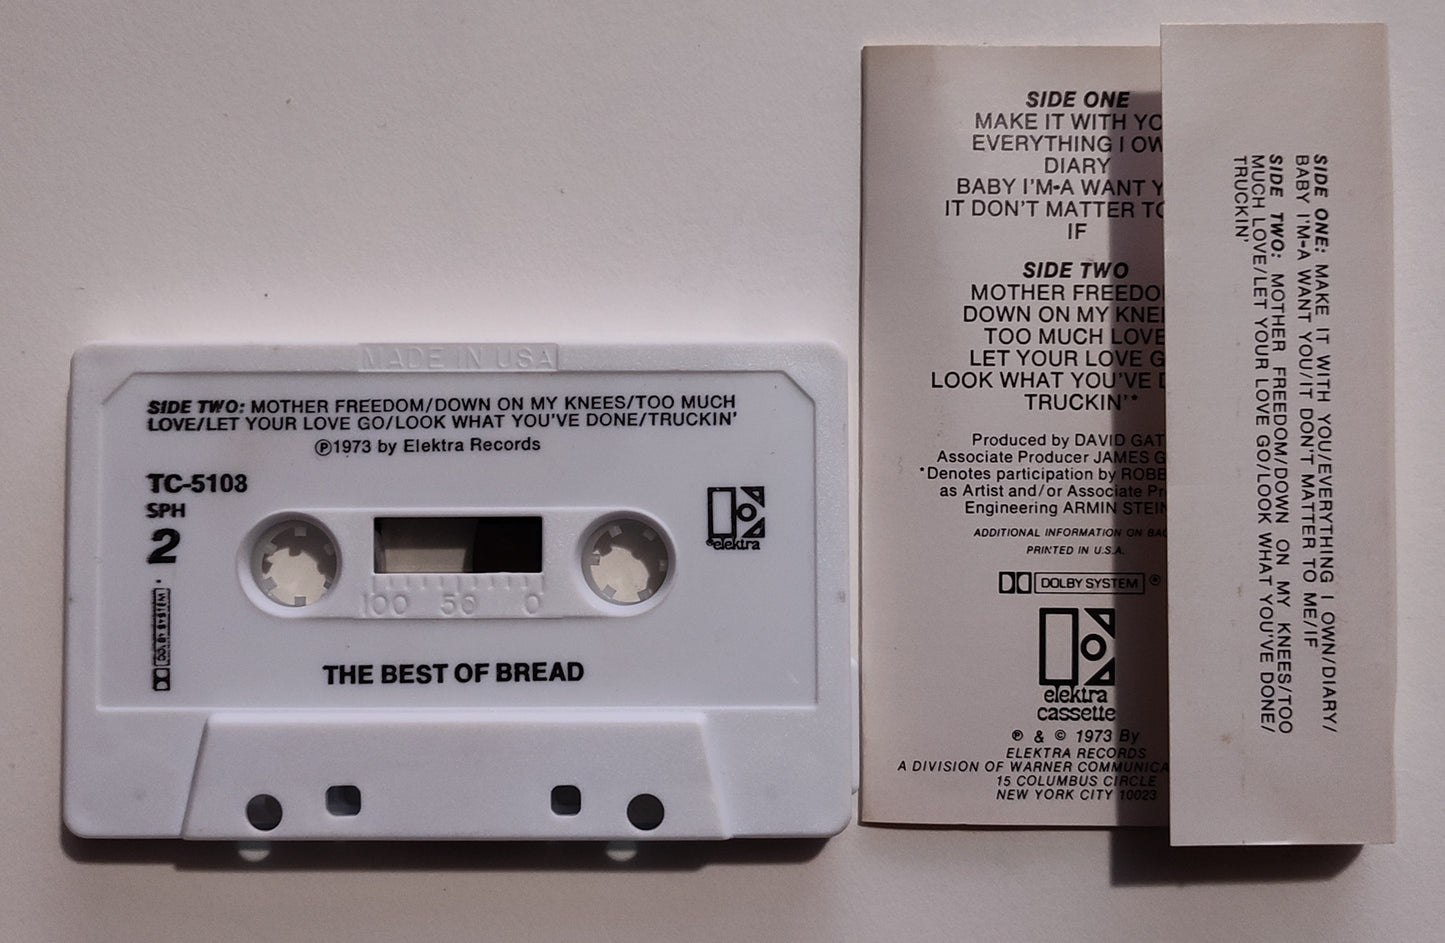 MADE IN USA
SIDE TWO: MOTHER FREEDOM/DOWN ON MY KNEES/TOO MUCH
LOVE/LET YOUR LOVE GO/LOOK WHAT YOU'VE DONE/TRUCKIN'
Ⓟ1973 by Elektra Records
TC-5108
SPH
2
elektra
100 50 0
THE BEST OF BREAD
SIDE ONE
MAKE IT WITH YO
EVERYTHING I OW
DIARY
BABY I'M-A WANT Y
IT DON'T MATTER TO
IF
SIDE TWO
MOTHER FREEDO
DOWN ON MY KNE
TOO MUCH LOVE
LET YOUR LOVE G
LOOK WHAT YOU'VE D
TRUCKIN'*
Produced by DAVID GAT
Associate Producer JAMES G
*Denotes participation by ROBB
as Artist and/or Associate Pr
Engineering ARMIN STEIN
ADDITIONAL INFORMATION ON BAC
PRINTED IN U.S.A.
DOLBY SYSTEM ®
elektra
cassette
Ⓟ & © 1973 By
ELEKTRA RECORDS
A DIVISION OF WARNER COMMUNICA
15 COLUMBUS CIRCLE
NEW YORK CITY 10023
SIDE ONE: MAKE IT WITH YOU/EVERYTHING I OWN/DIARY/
BABY I'M-A WANT YOU/IT DON'T MATTER TO ME/IF
SIDE TWO: MOTHER FREEDOM/DOWN ON MY KNEES/TOO
MUCH LOVE/LET YOUR LOVE GO/LOOK WHAT YOU'VE DONE/
TRUCKIN'